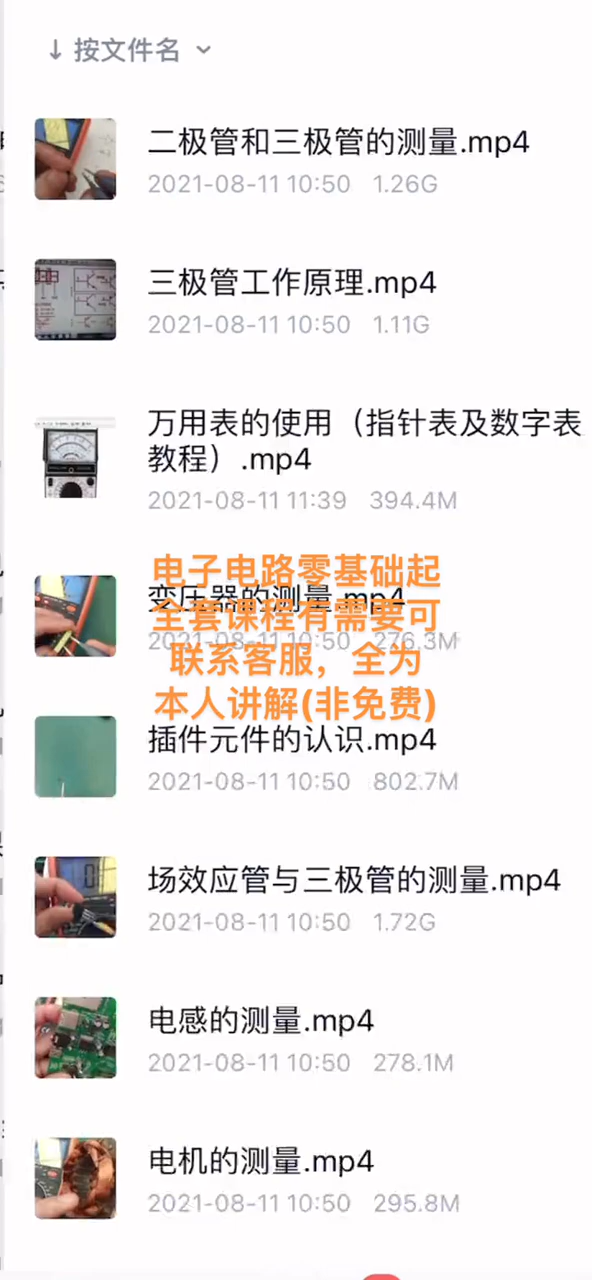 ↓ 按文件名
二极管和三极管的测量.mp4
2021-08-11 10:50 1.26G
三极管工作原理.mp4
2021-08-11 10:50 1.11G
万用表的使用（指针表及数字表
教程）.mp4
2021-08-11 11:39 394.4M
电子电路零基础起
变压器的测量.mp4
全套课程有需要可
2021-08-11 10:50 276.3M
联系客服，全为
本人讲解(非免费)
插件元件的认识.mp4
2021-08-11 10:50 802.7M
场效应管与三极管的测量.mp4
2021-08-11 10:50 1.72G
电感的测量.mp4
2021-08-11 10:50 278.1M
电机的测量.mp4
2021-08-11 10:50 295.8M